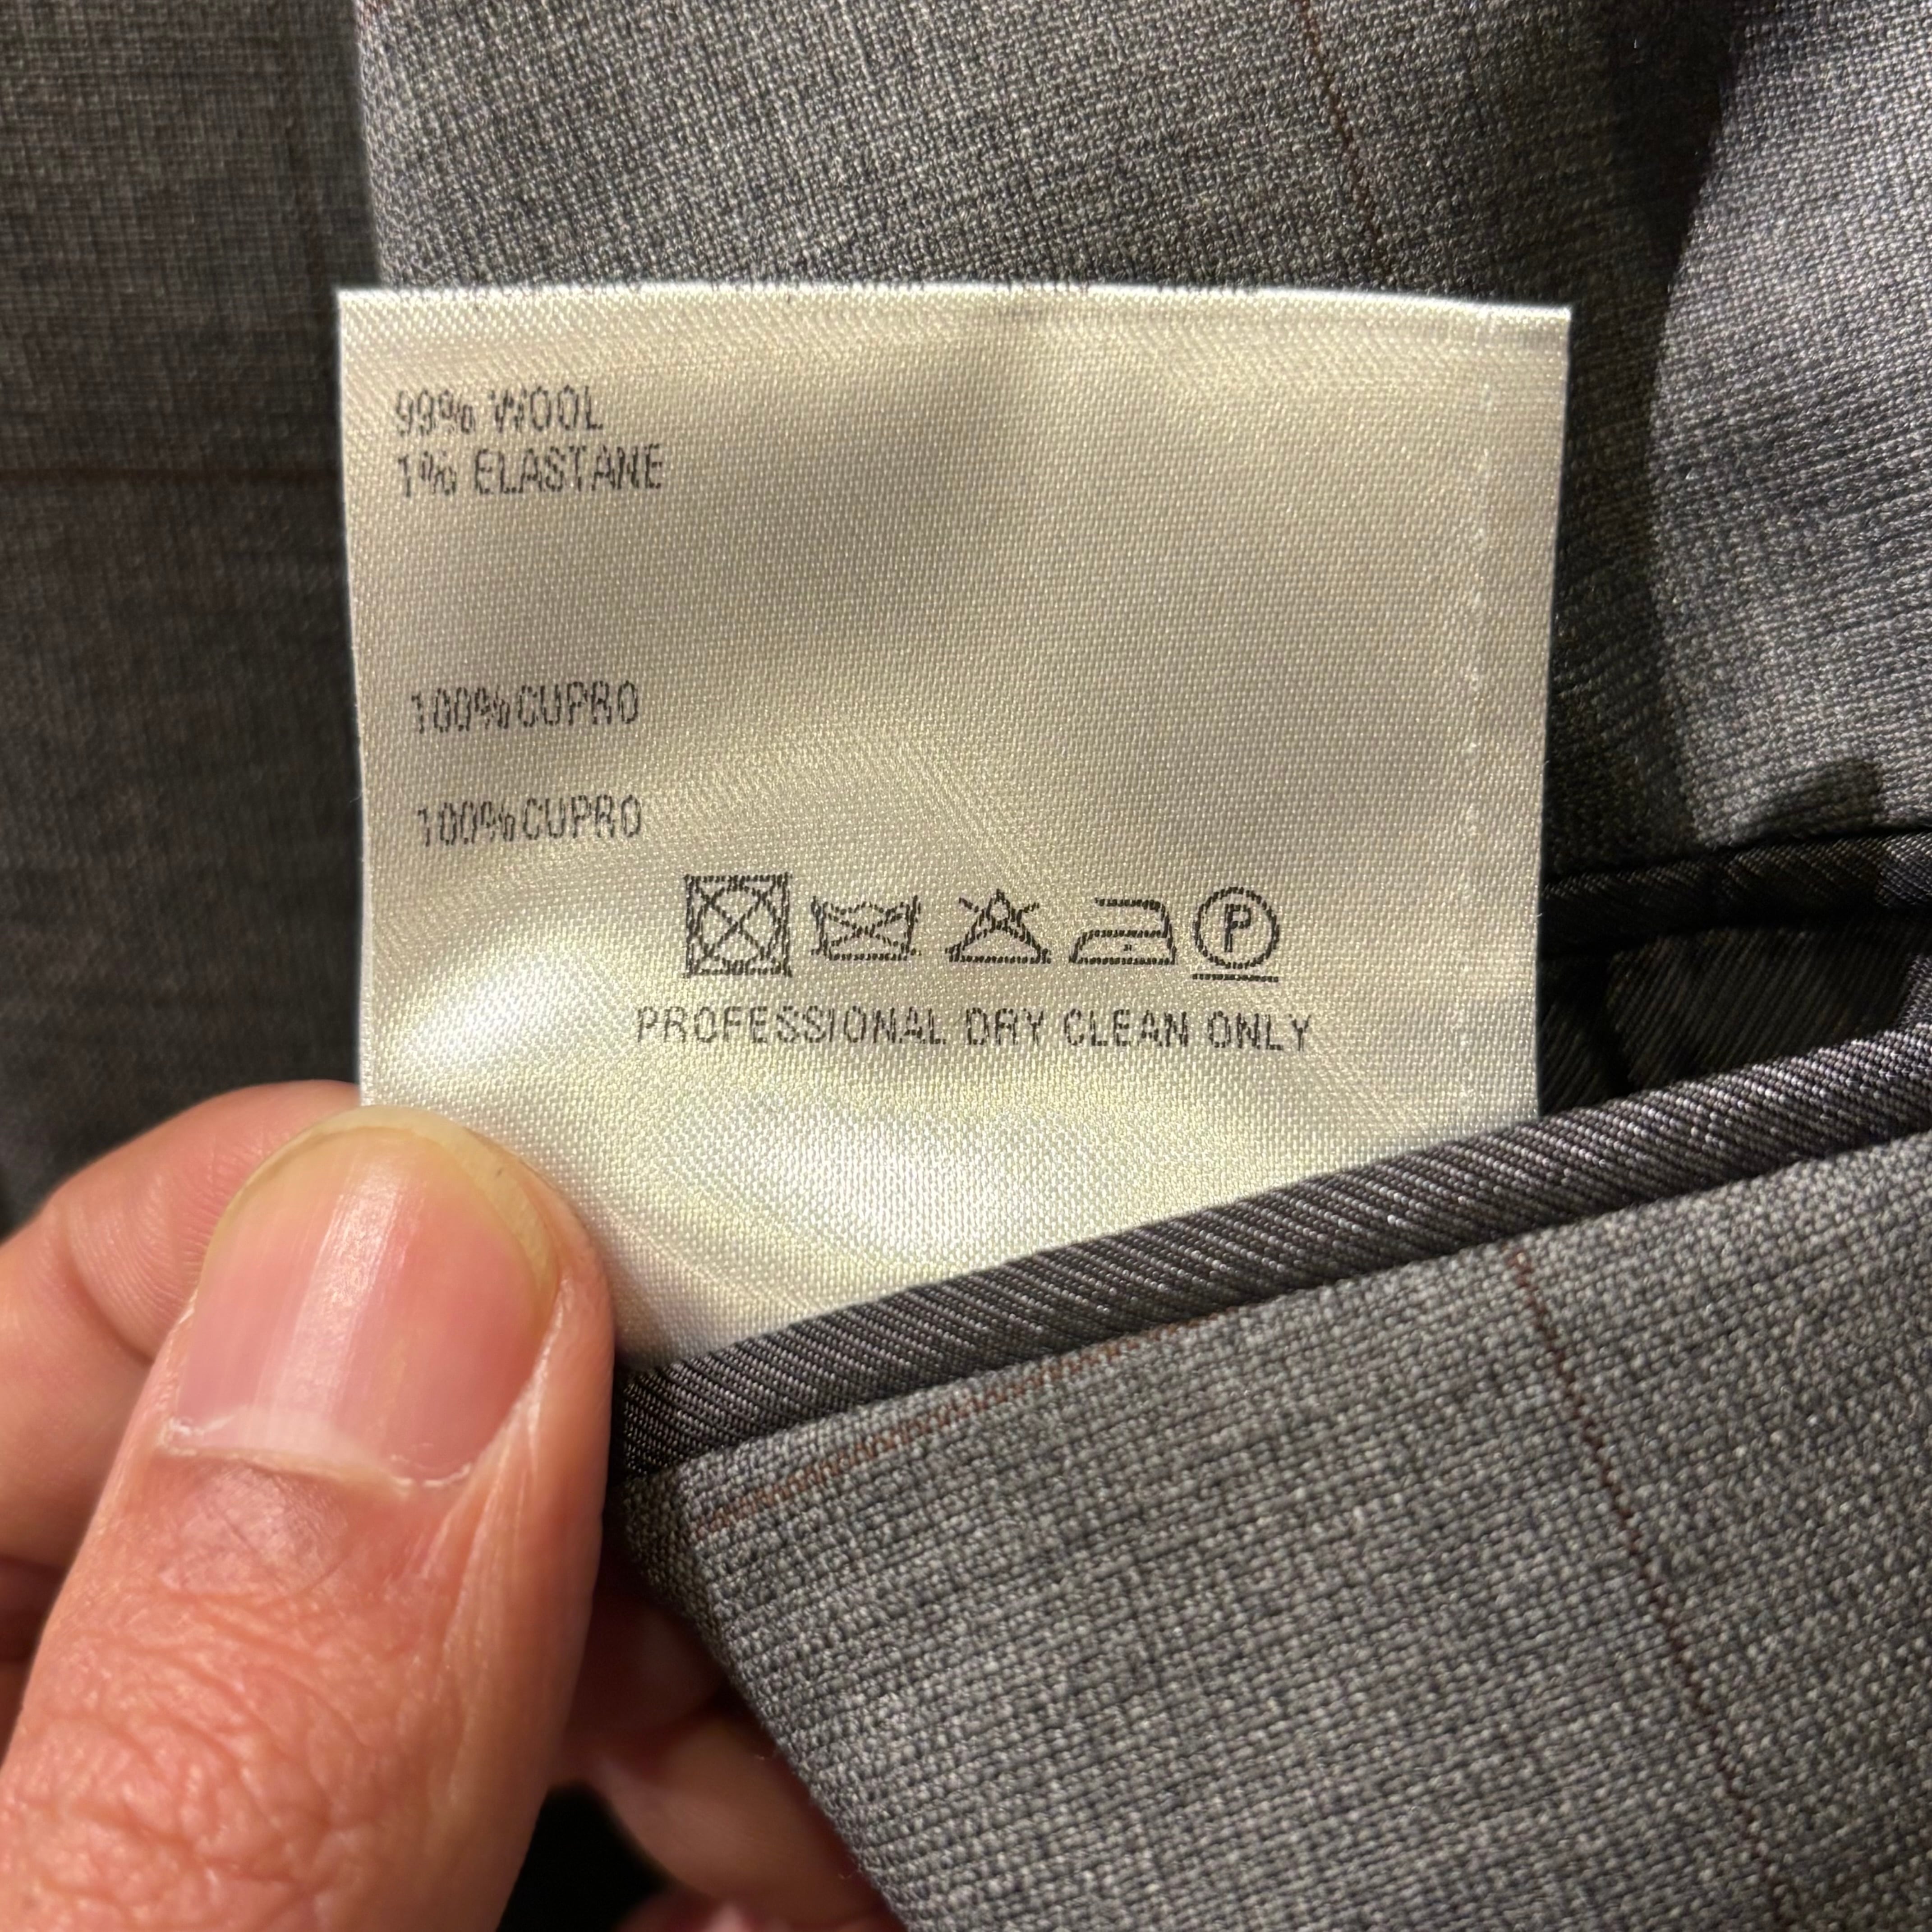 99% WOOL
1% ELASTANE
100%CUPRO
100%CUPRO
P
PROFESSIONAL DRY CLEAN ONLY